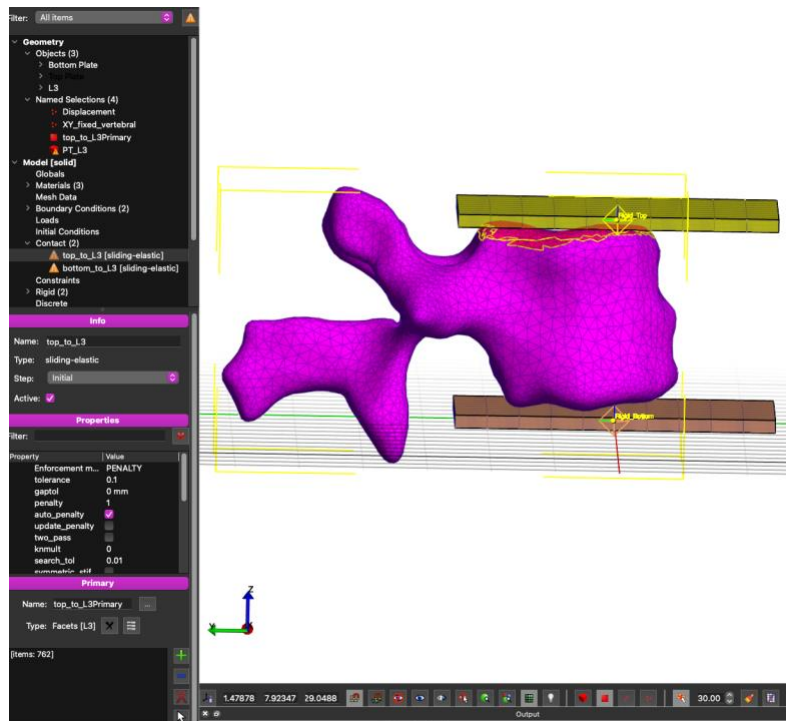 Filter: All items
Geometry
Objects (3)
Bottom Plate
Top Plate
L3
Named Selections (4)
Displacement
XY_fixed_vertebral
top_to_L3Primary
PT_L3
Model [solid]
Globals
Materials (3)
Mesh Data
Boundary Conditions (2)
Loads
Initial Conditions
Contact (2)
top_to_L3 [sliding-elastic]
bottom_to_L3 [sliding-elastic]
Constraints
Rigid (2)
Discrete
Info
Name: top_to_L3
Type: sliding-elastic
Step: Initial
Active:
Properties
Filter:
Property Value
Enforcement m... PENALTY
tolerance 0.1
gaptol 0 mm
penalty 1
auto_penalty
update_penalty
two_pass
knmult 0
search_tol 0.01
symmetric_stif
Primary
Name: top_to_L3Primary ...
Type: Facets [L3]
[items: 762]
Rigid_Top
Rigid_Bottom
Z
Y
1.47878 7.92347 29.0488
30.00
Output